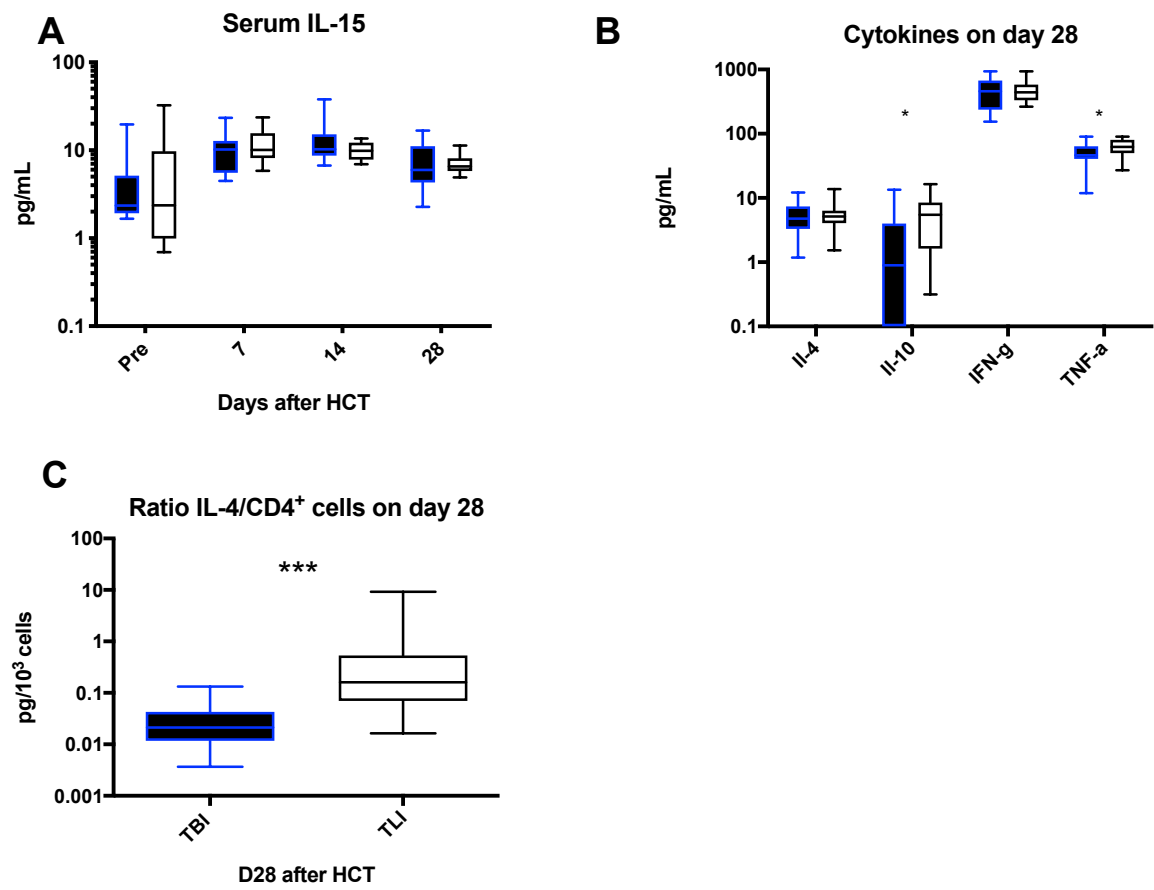 A
Serum IL-15
100
10
1
0.1
pg/mL
Pre
7
14
28
Days after HCT
B
Cytokines on day 28
1000
100
10
1
0.1
pg/mL
*
*
Il-4
Il-10
IFN-g
TNF-a
C
Ratio IL-4/CD4⁺ cells on day 28
100
10
1
0.1
0.01
0.001
pg/10³ cells
***
TBI
TLI
D28 after HCT